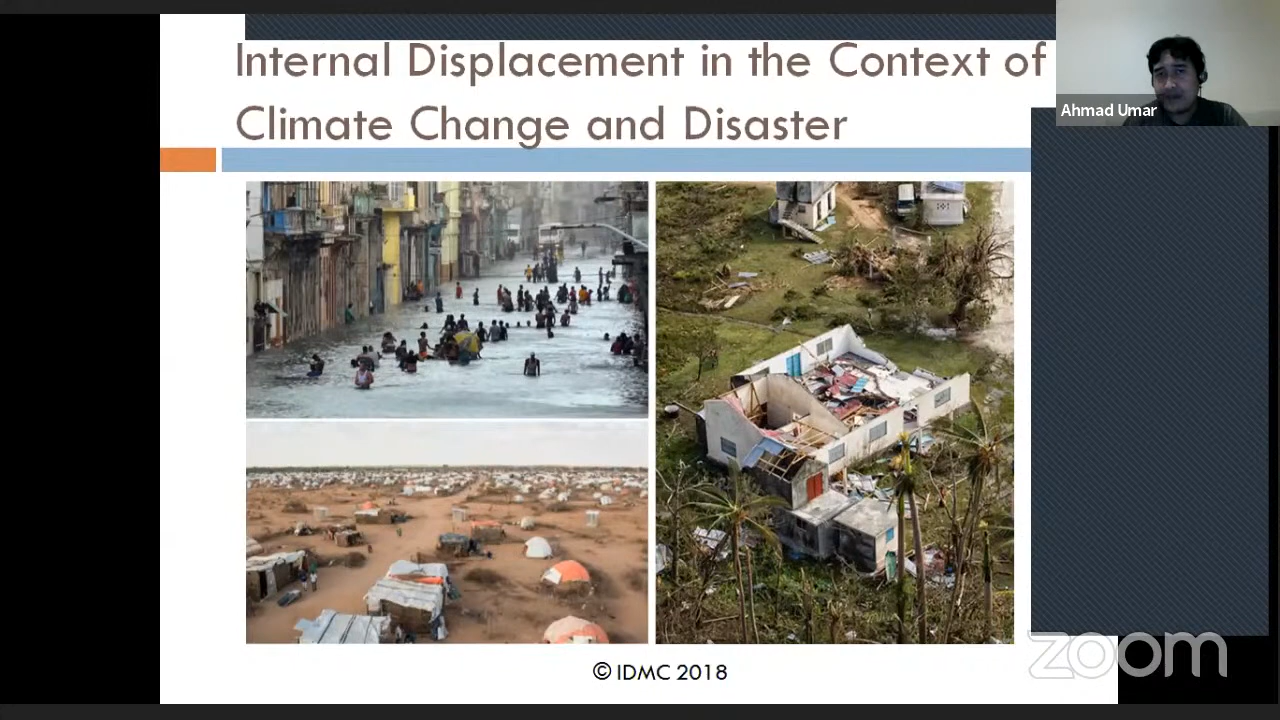 Internal Displacement in the Context of
Climate Change and Disaster
Ahmad Umar
© IDMC 2018
zoom